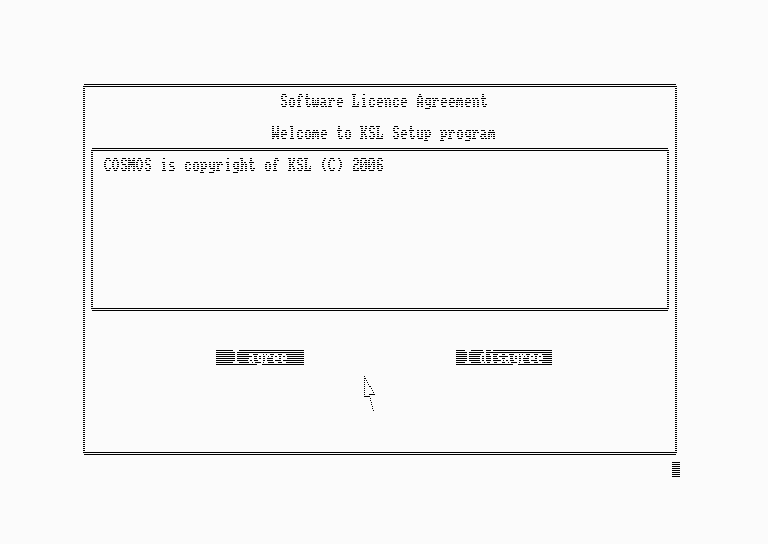 Software Licence Agreement
Welcome to KSL Setup program
COSMOS is copyright of KSL (C) 2006
I agree
I disagree